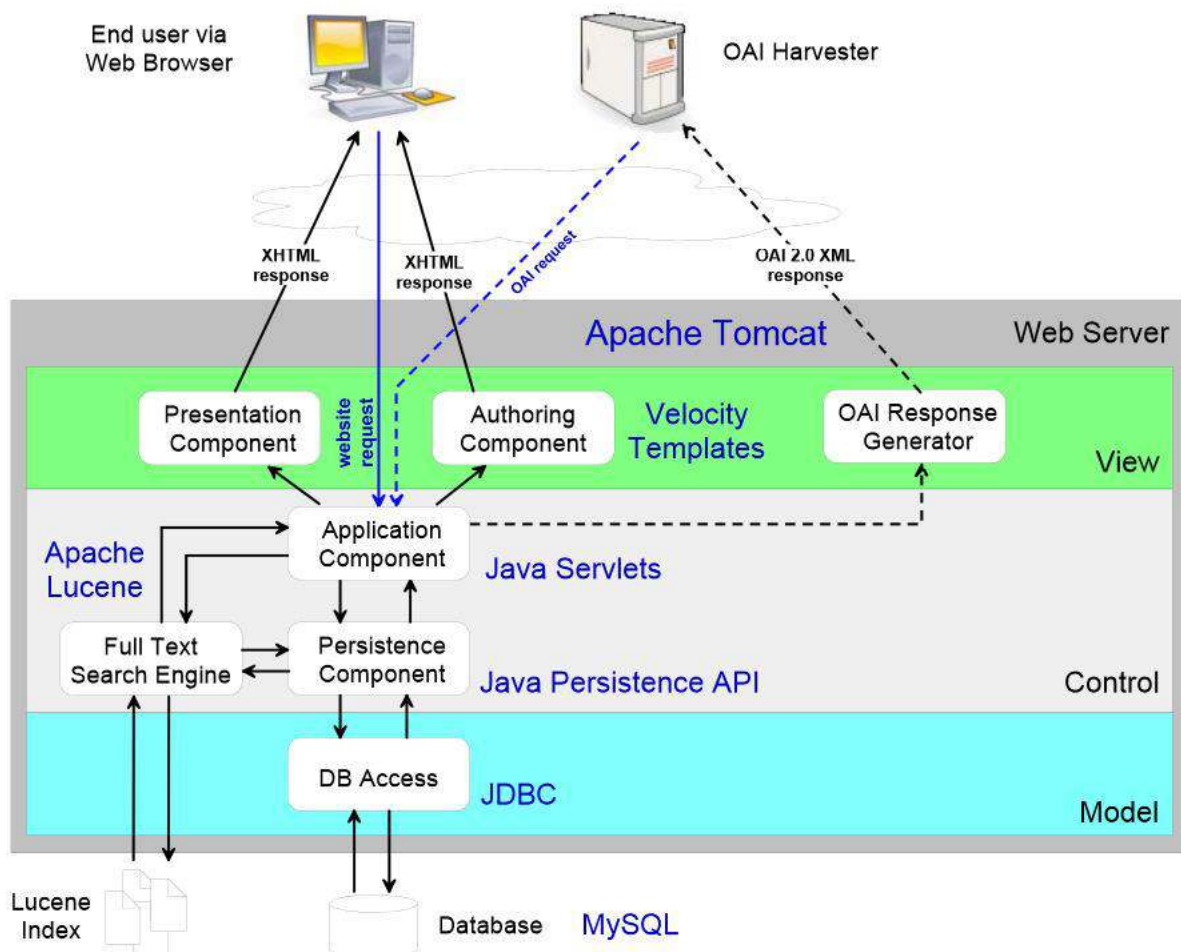 End user via
Web Browser
OAI Harvester
XHTML
response
XHTML
response
OAI request
OAI 2.0 XML
response
Apache Tomcat
Web Server
Presentation
Component
website
request
Authoring
Component
Velocity
Templates
OAI Response
Generator
View
Apache
Lucene
Application
Component
Java Servlets
Full Text
Search Engine
Persistence
Component
Java Persistence API
Control
DB Access
JDBC
Model
Lucene
Index
Database
MySQL